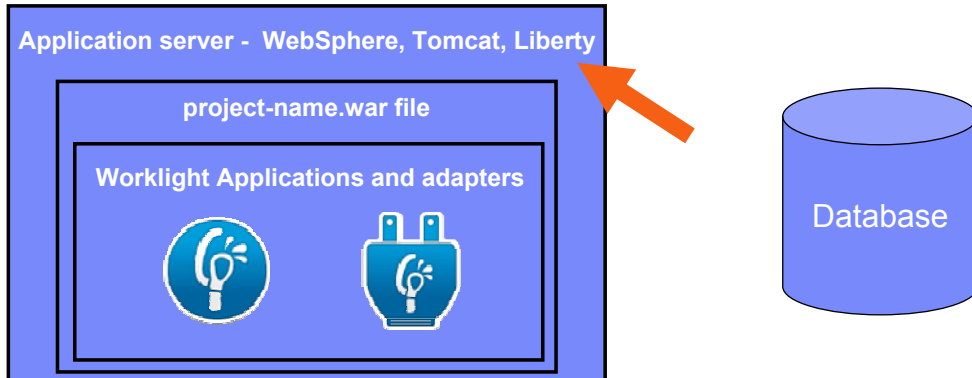 Application server - WebSphere, Tomcat, Liberty
project-name.war file
Worklight Applications and adapters
Database